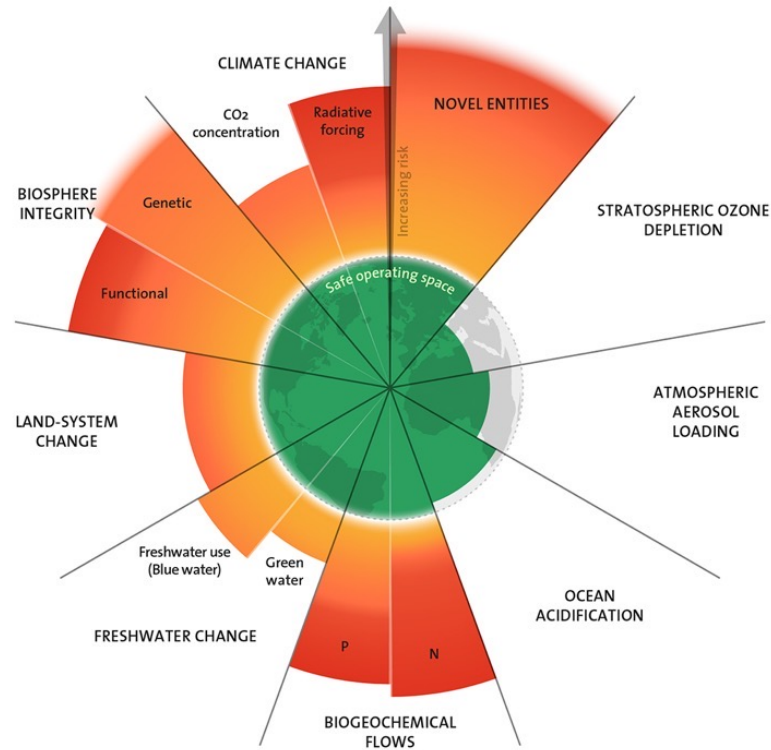 CLIMATE CHANGE
CO2
concentration
Radiative
forcing
NOVEL ENTITIES
Increasing risk
BIOSPHERE
INTEGRITY
Genetic
Functional
STRATOSPHERIC OZONE
DEPLETION
Safe operating space
LAND-SYSTEM
CHANGE
ATMOSPHERIC
AEROSOL
LOADING
Freshwater use
(Blue water)
Green
water
FRESHWATER CHANGE
OCEAN
ACIDIFICATION
P
N
BIOGEOCHEMICAL
FLOWS